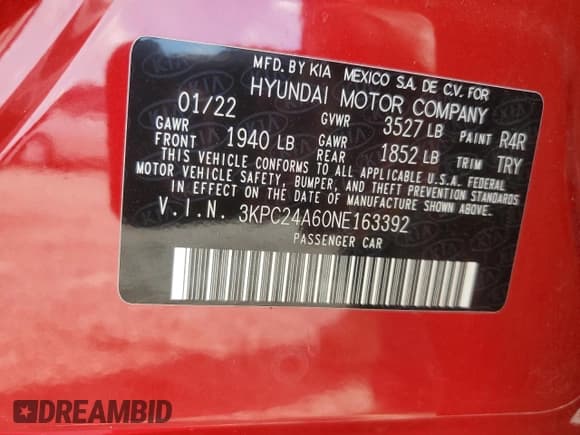 MFD. BY KIA MEXICO S.A. DE C.V. FOR
HYUNDAI MOTOR COMPANY
01/22 GVWR 3527 LB PAINT R4R
GAWR FRONT 1940 LB GAWR REAR 1852 LB TRIM TRY
THIS VEHICLE CONFORMS TO ALL APPLICABLE U.S.A. FEDERAL
MOTOR VEHICLE SAFETY, BUMPER, AND THEFT PREVENTION STANDARDS
IN EFFECT ON THE DATE OF MANUFACTURE SHOWN ABOVE.
V.I.N. 3KPC24A60NE163392
PASSENGER CAR
DREAMBID